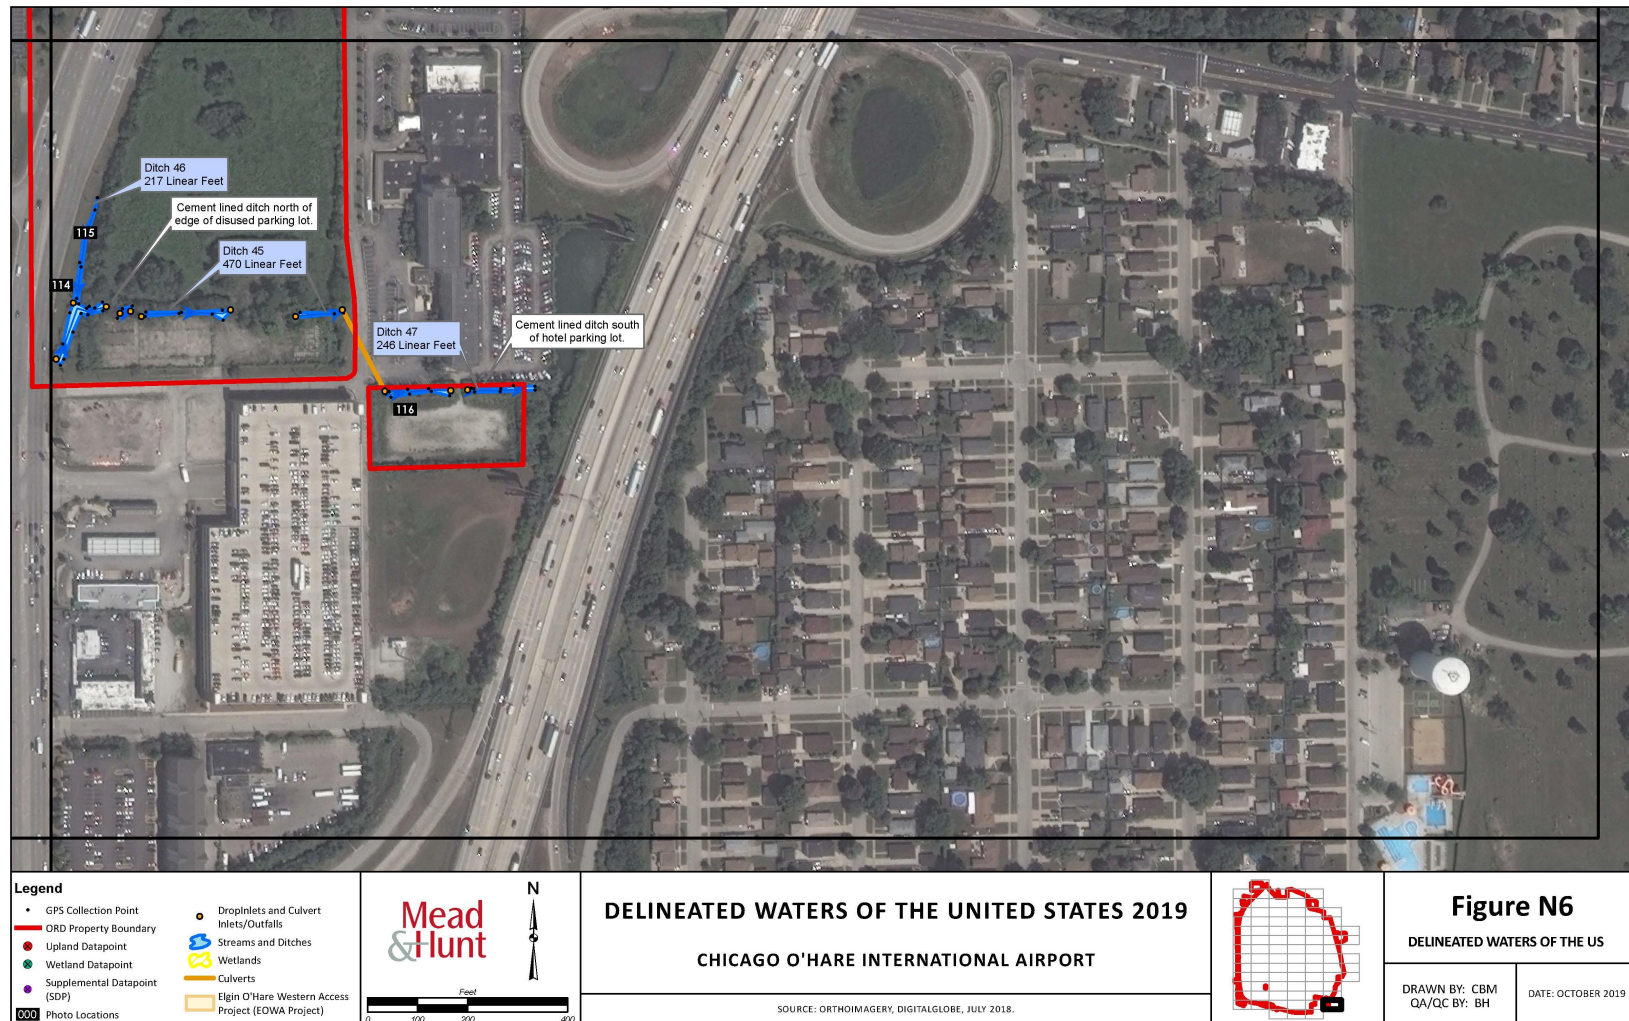 Ditch 46
217 Linear Feet
Cement lined ditch north of
edge of disused parking lot.
115
Ditch 45
470 Linear Feet
114
Ditch 47
246 Linear Feet
Cement lined ditch south
of hotel parking lot.
116
Legend
GPS Collection Point
ORD Property Boundary
Upland Datapoint
Wetland Datapoint
Supplemental Datapoint
(SDP)
000 Photo Locations
DropInlets and Culvert
Inlets/Outfalls
Streams and Ditches
Wetlands
Culverts
Elgin O'Hare Western Access
Project (EOWA Project)
Mead
&Hunt
N
Feet
0 100 200 400
DELINEATED WATERS OF THE UNITED STATES 2019
CHICAGO O'HARE INTERNATIONAL AIRPORT
SOURCE: ORTHOIMAGERY, DIGITALGLOBE, JULY 2018.
Figure N6
DELINEATED WATERS OF THE US
DRAWN BY: CBM
QA/QC BY: BH
DATE: OCTOBER 2019